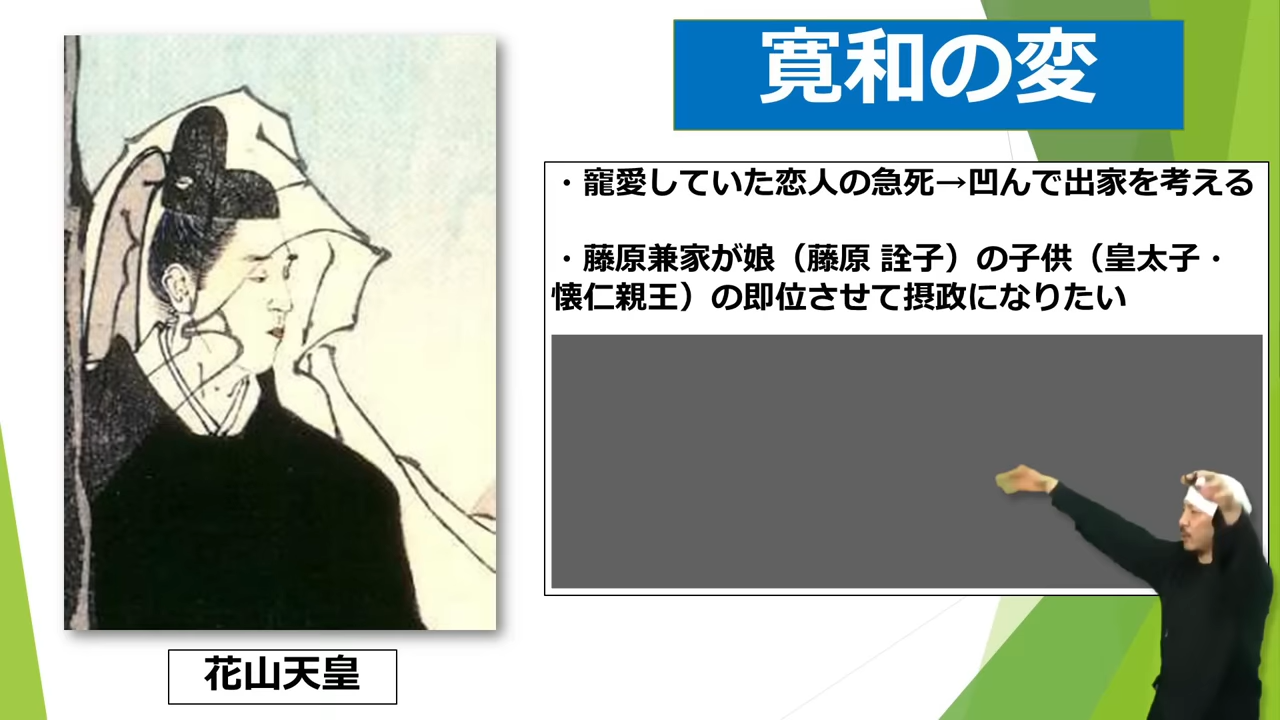 寛和の変
・寵愛していた恋人の急死→凹んで出家を考える
・藤原兼家が娘（藤原 詮子）の子供（皇太子・
懐仁親王）の即位させて摂政になりたい
花山天皇